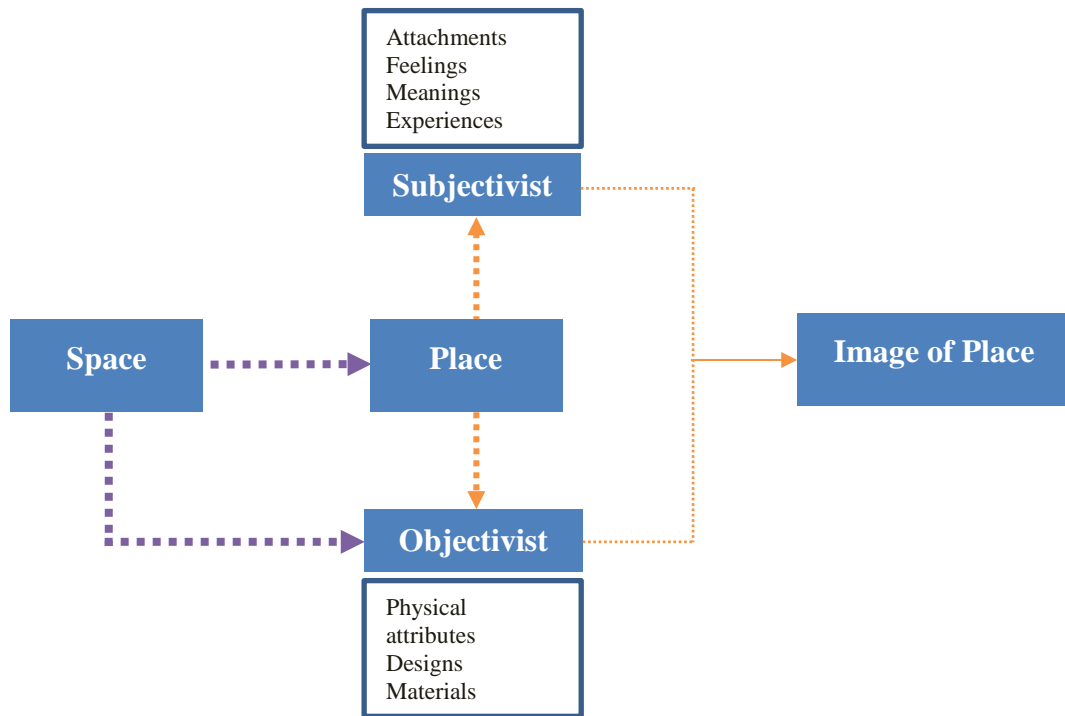 Attachments
Feelings
Meanings
Experiences
Subjectivist
Space
Place
Image of Place
Objectivist
Physical
attributes
Designs
Materials